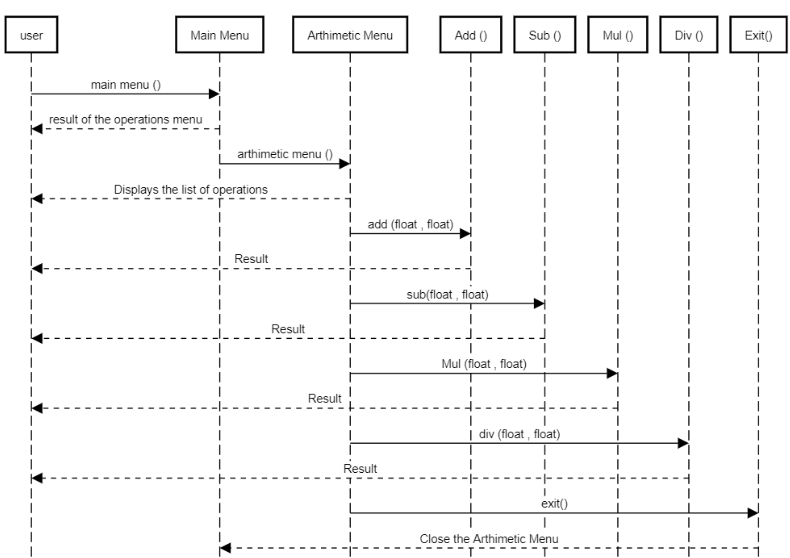 user
Main Menu
Arthimetic Menu
Add ()
Sub ()
Mul ()
Div ()
Exit()
main menu ()
result of the operations menu
arthimetic menu ()
Displays the list of operations
add (float , float)
Result
sub(float , float)
Result
Mul (float , float)
Result
div (float , float)
Result
exit()
Close the Arthimetic Menu